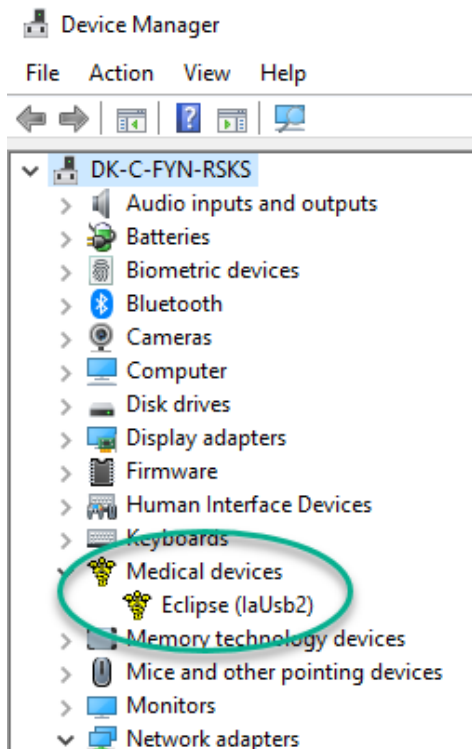 Device Manager
File Action View Help
DK-C-FYN-RSKS
Audio inputs and outputs
Batteries
Biometric devices
Bluetooth
Cameras
Computer
Disk drives
Display adapters
Firmware
Human Interface Devices
Keyboards
Medical devices
Eclipse (IaUsb2)
Memory technology devices
Mice and other pointing devices
Monitors
Network adapters